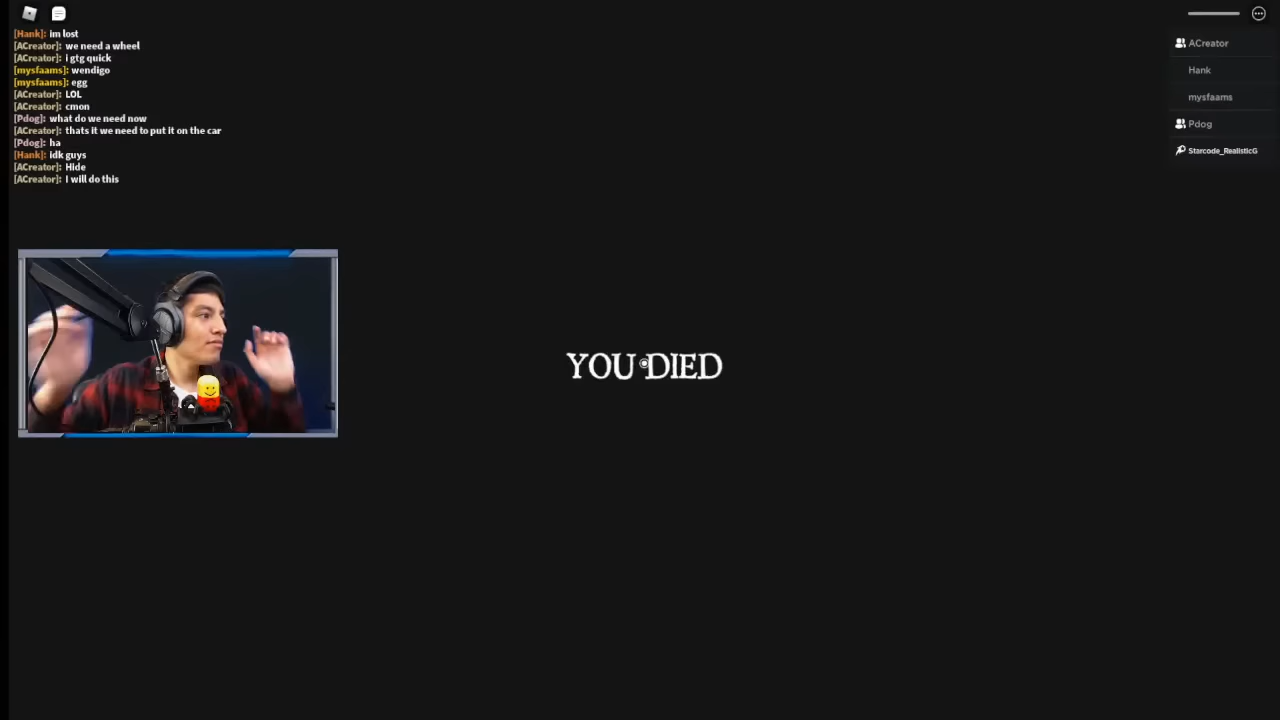 [Hank]: im lost
[ACreator]: we need a wheel
[ACreator]: i gtg quick
[mysfaams]: wendigo
[mysfaams]: egg
[ACreator]: LOL
[ACreator]: cmon
[Pdog]: what do we need now
[ACreator]: thats it we need to put it on the car
[Pdog]: ha
[Hank]: idk guys
[ACreator]: Hide
[ACreator]: I will do this
ACreator
Hank
mysfaams
Pdog
Starcode_RealisticG
YOU DIED